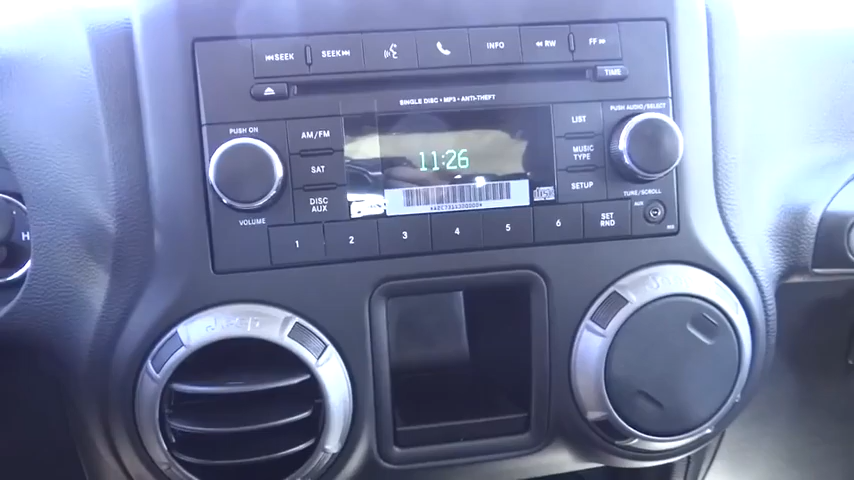 SEEK
SEEK
INFO
RW
FF
TIME
SINGLE DISC • MP3 • ANTI-THEFT
PUSH ON
VOLUME
AM/FM
SAT
DISC
AUX
11:26
LIST
MUSIC
TYPE
SETUP
PUSH AUDIO/SELECT
TUNE/SCROLL
AUX
1
2
3
4
5
6
SET
RND
Jeep
Jeep
H